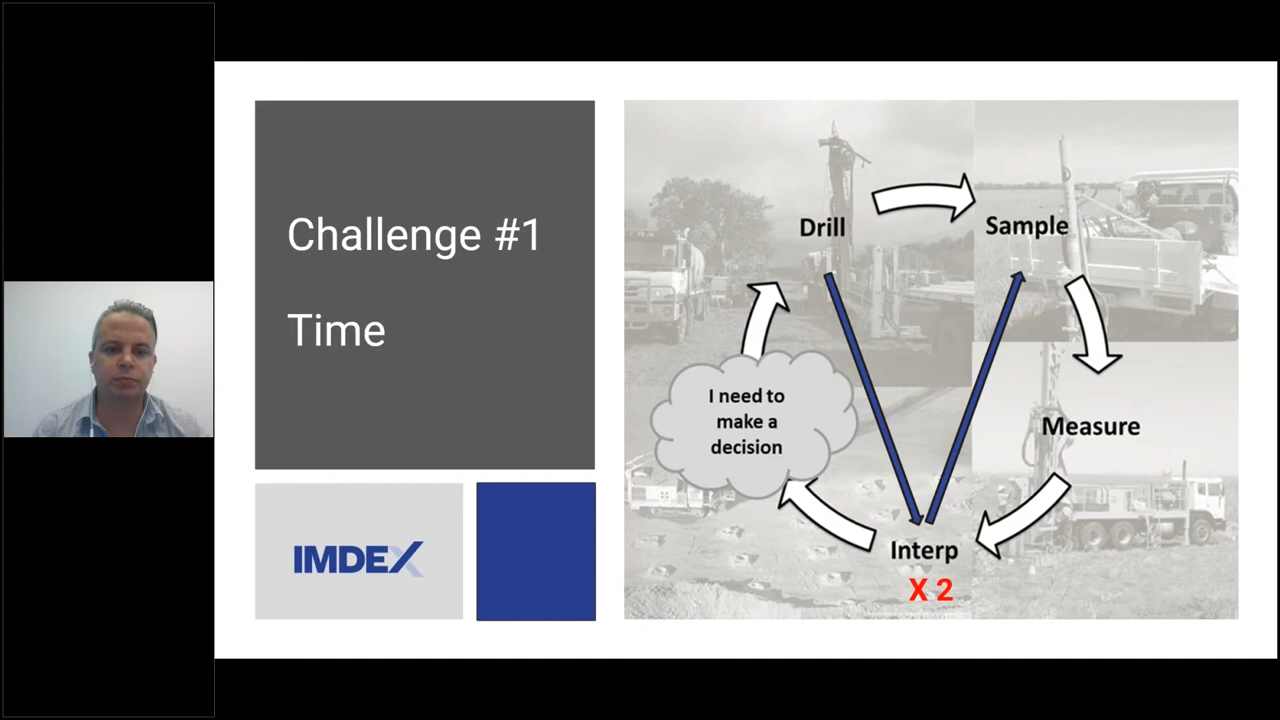 Challenge #1
Time
IMDEX
Drill
Sample
Measure
Interp
X 2
I need to
make a
decision